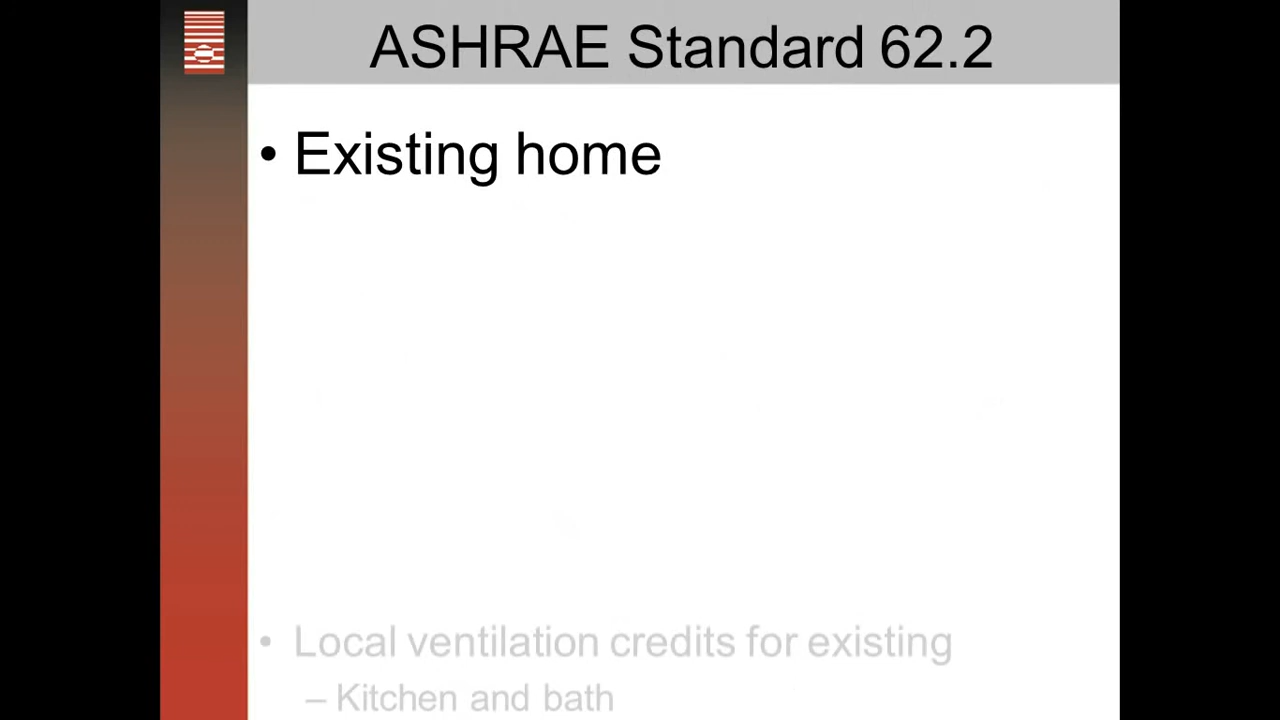 ASHRAE Standard 62.2
• Existing home
• Local ventilation credits for existing
– Kitchen and bath